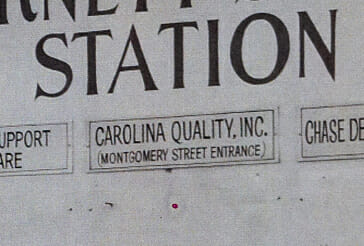 STATION
UPPORT
ARE
CAROLINA QUALITY, INC.
(MONTGOMERY STREET ENTRANCE)
CHASE DE